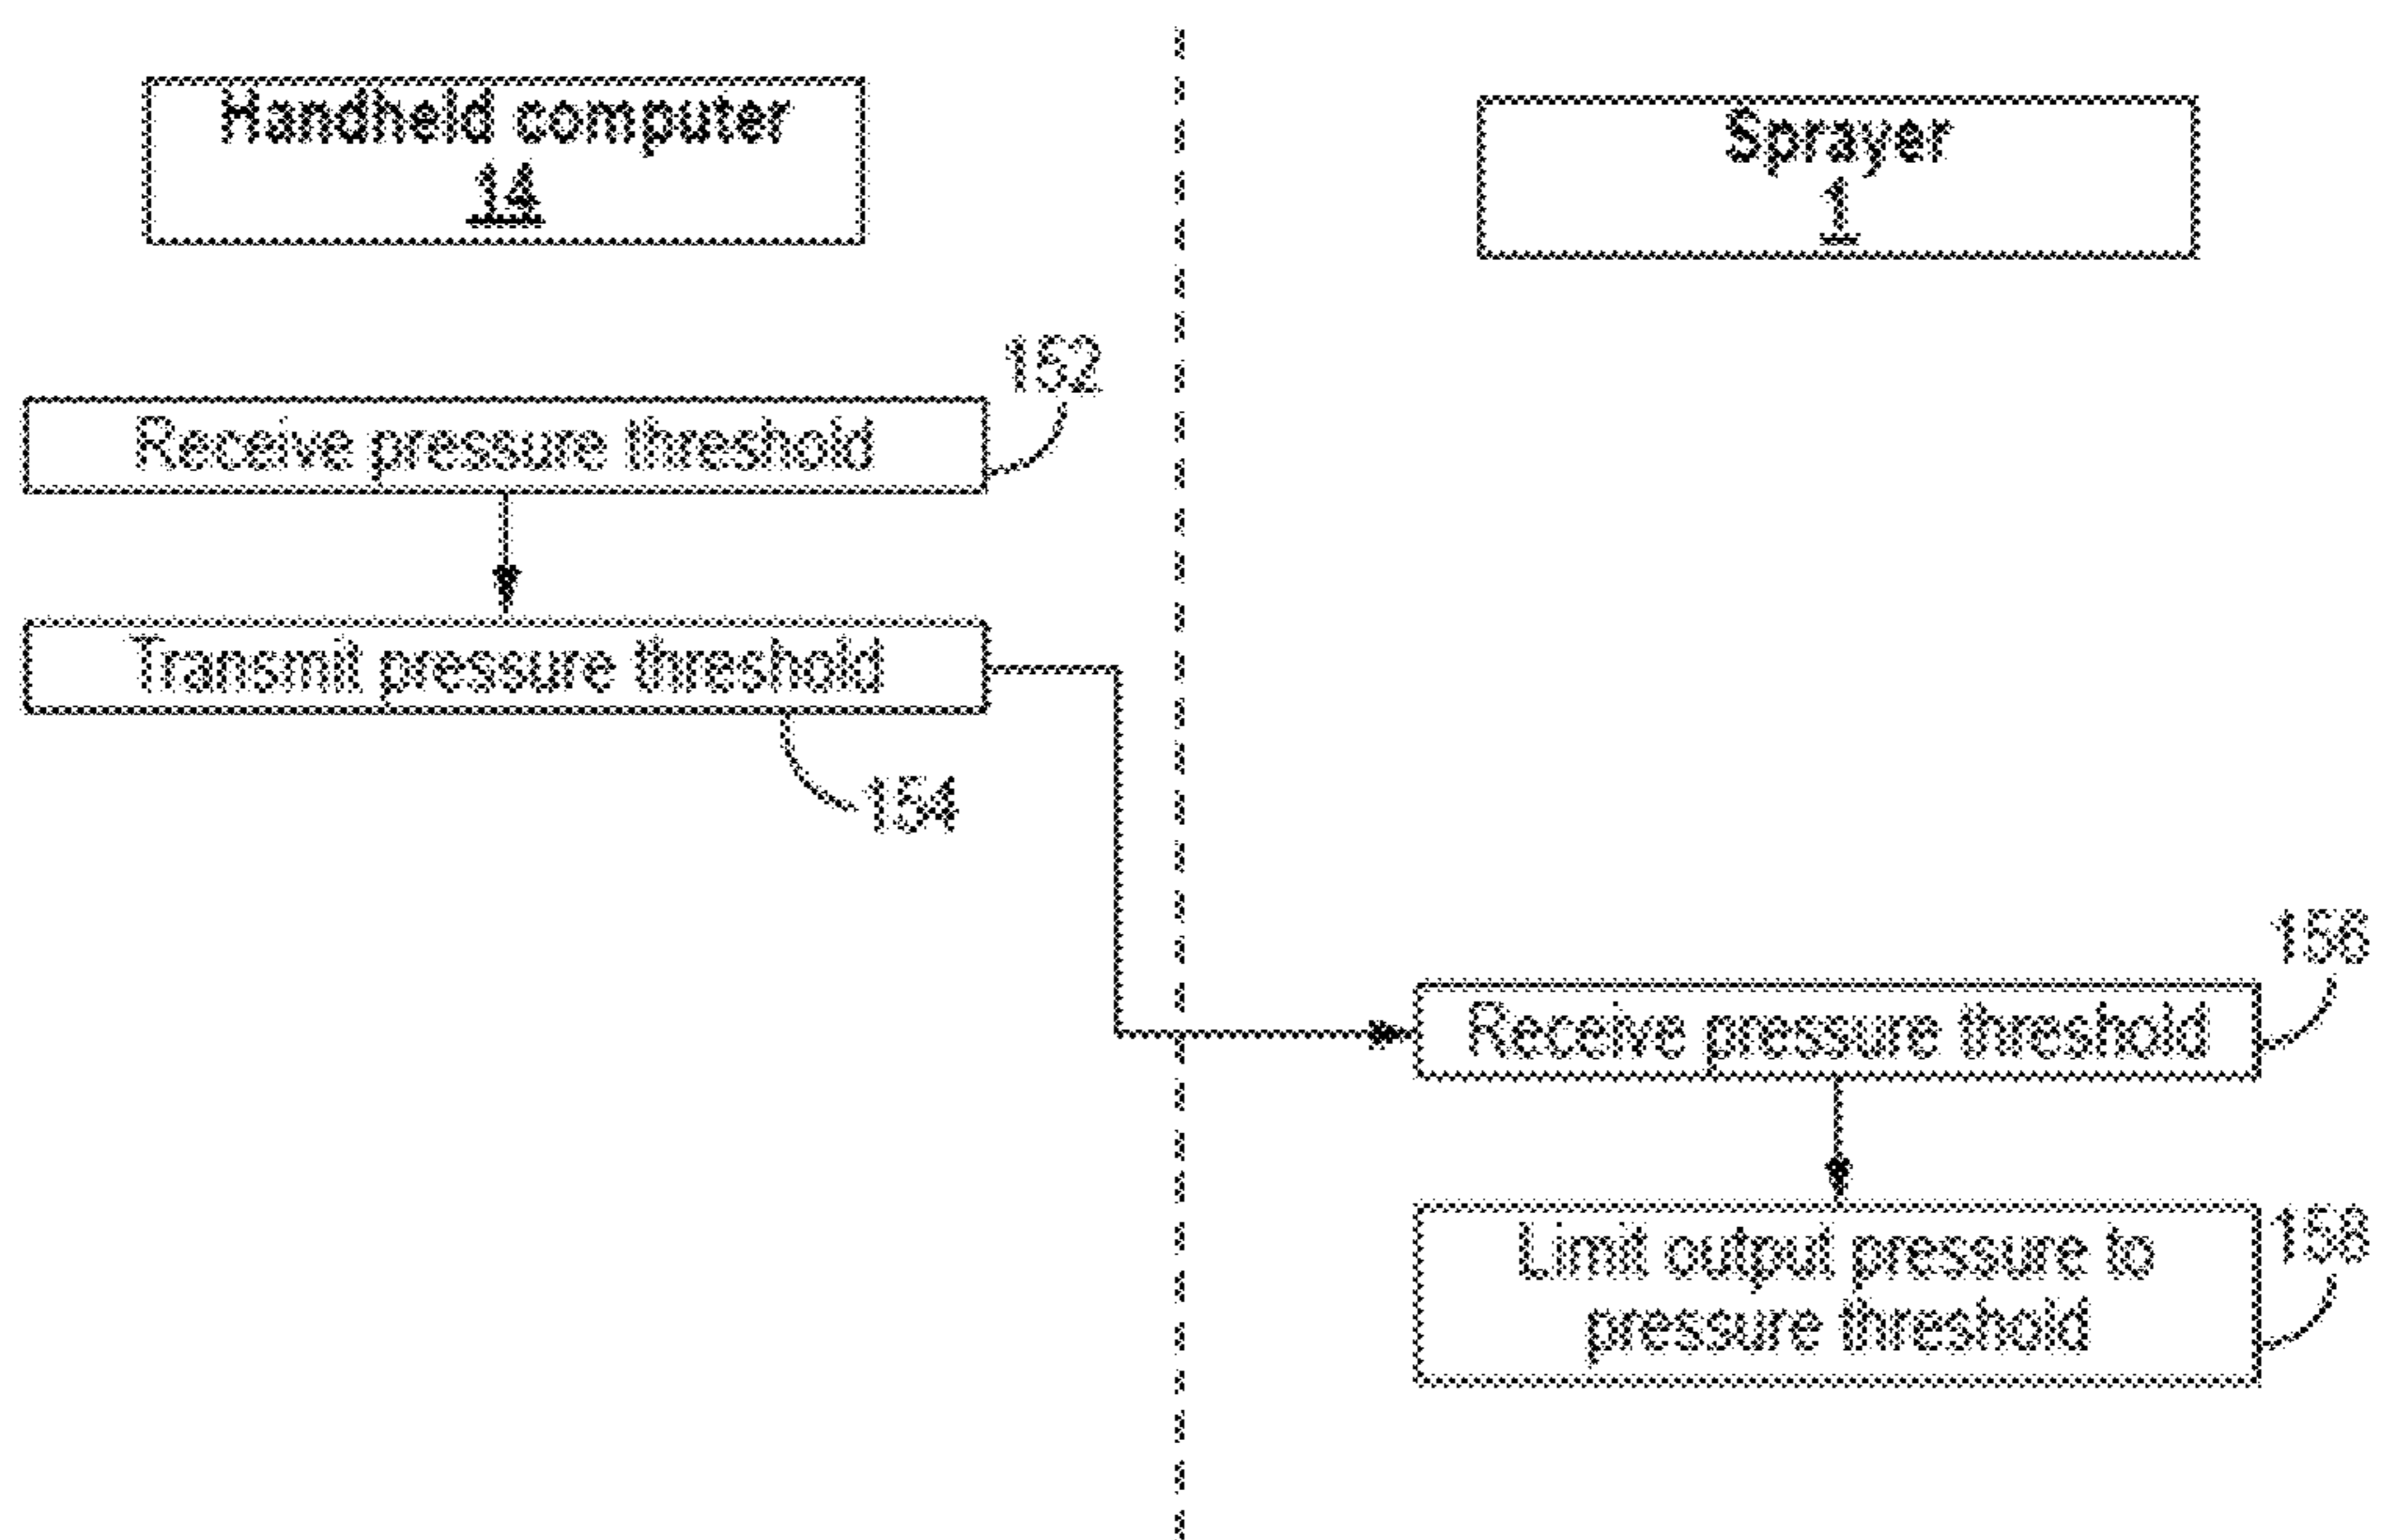 Handheld computer
14
Sprayer
1
152
Receive pressure threshold
Transmit pressure threshold
154
156
Receive pressure threshold
158
Limit output pressure to
pressure threshold